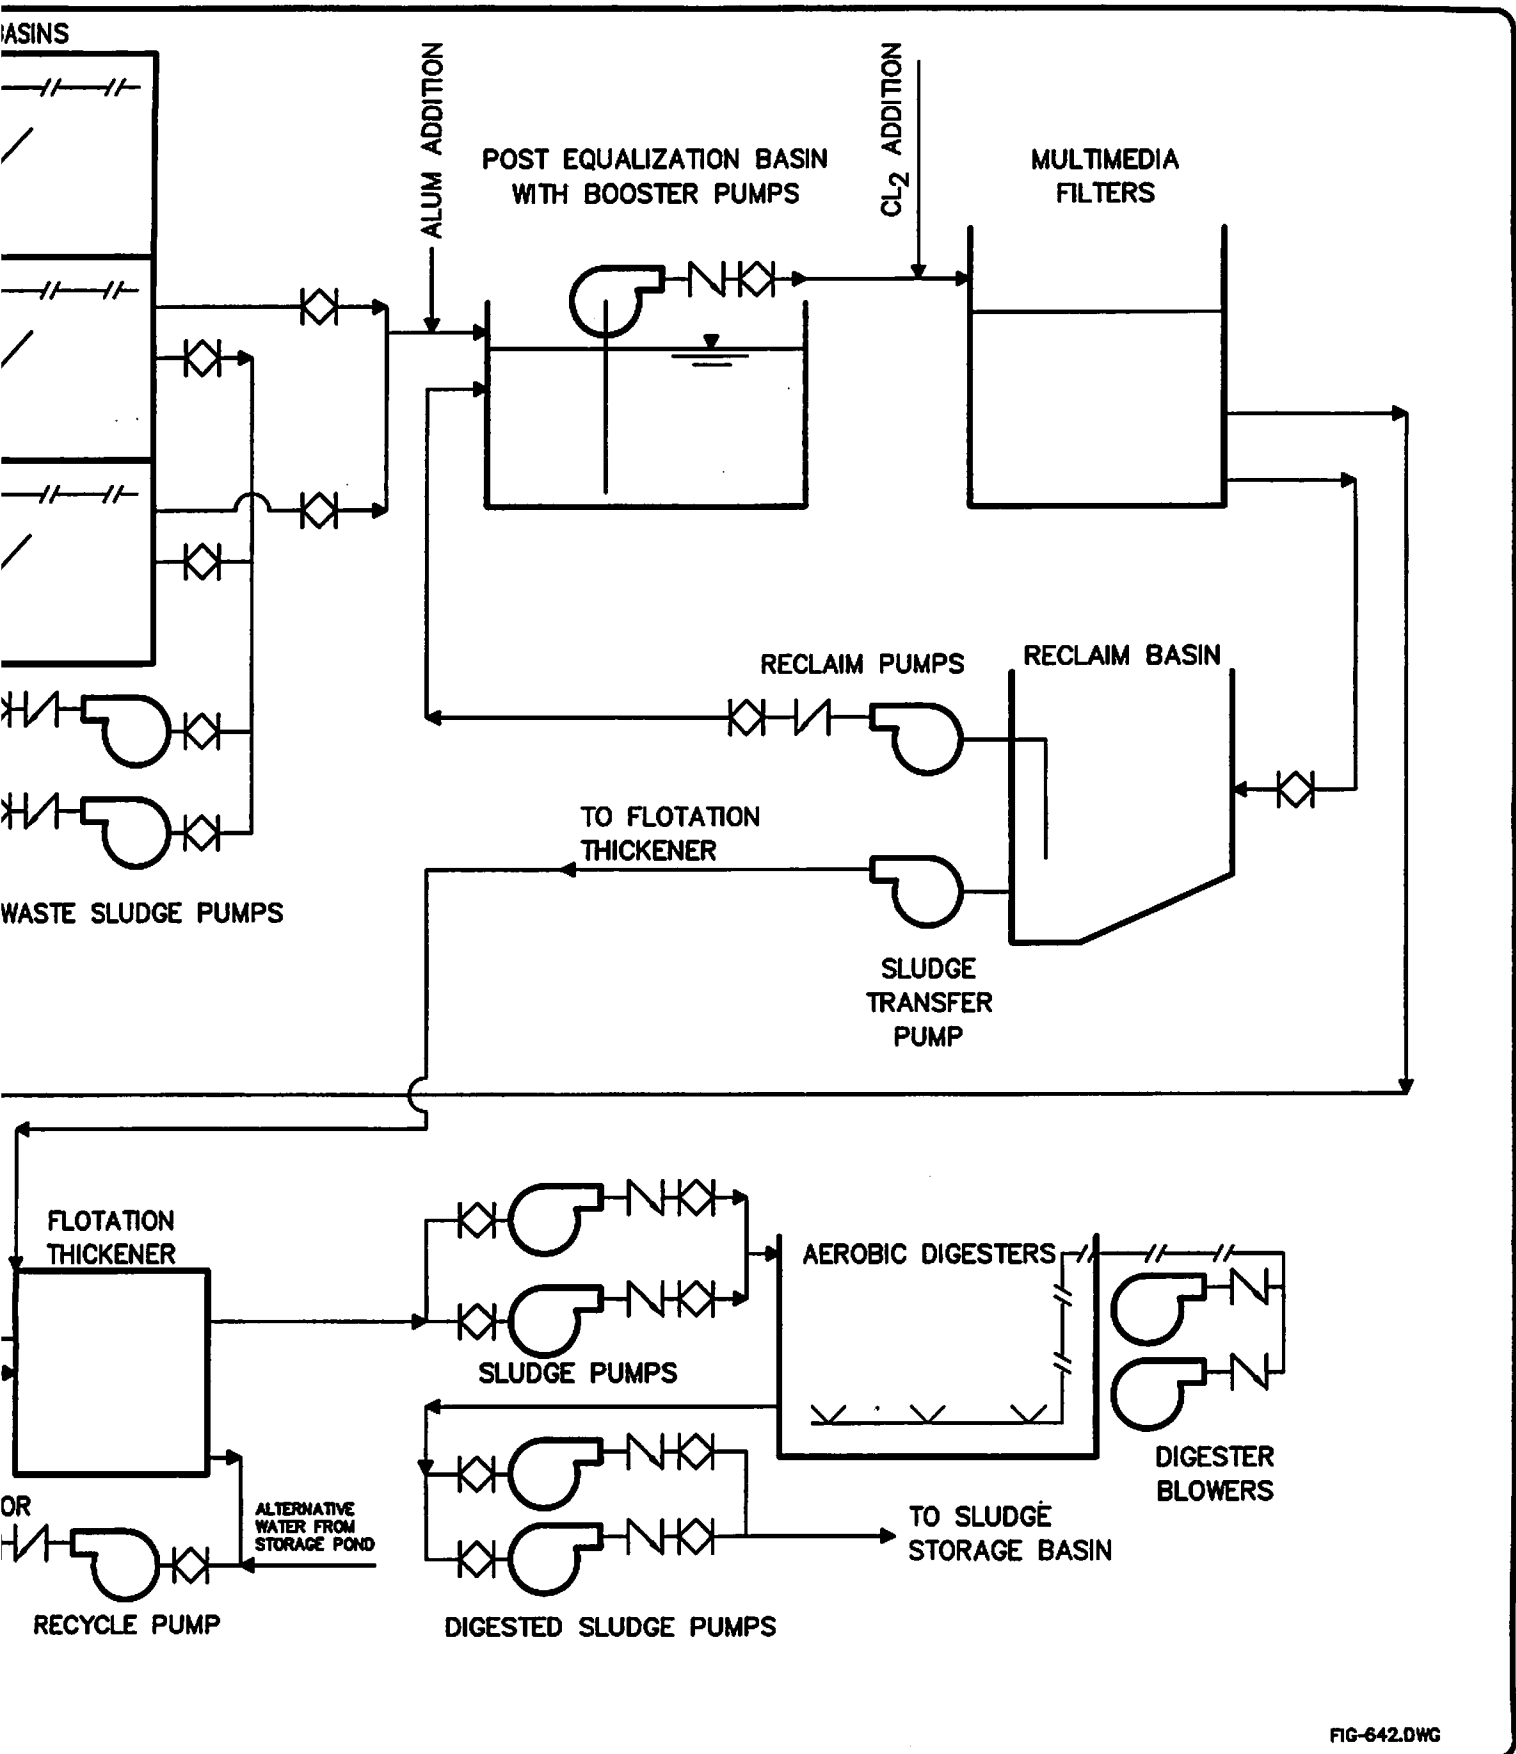 BASINS
ALUM ADDITION
POST EQUALIZATION BASIN
WITH BOOSTER PUMPS
CL2 ADDITION
MULTIMEDIA
FILTERS
RECLAIM PUMPS
RECLAIM BASIN
TO FLOTATION
THICKENER
WASTE SLUDGE PUMPS
SLUDGE
TRANSFER
PUMP
FLOTATION
THICKENER
AEROBIC DIGESTERS
SLUDGE PUMPS
DIGESTER
BLOWERS
OR
ALTERNATIVE
WATER FROM
STORAGE POND
TO SLUDGE
STORAGE BASIN
RECYCLE PUMP
DIGESTED SLUDGE PUMPS
FIG-642.DWG